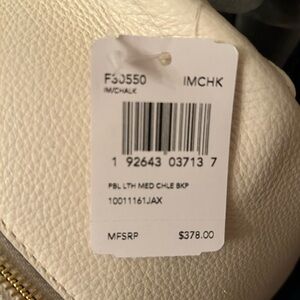 F30550 IMCHK
IM/CHALK
1 92643 03713 7
PBL LTH MED CHLE BKP
10011161JAX
MFSRP $378.00